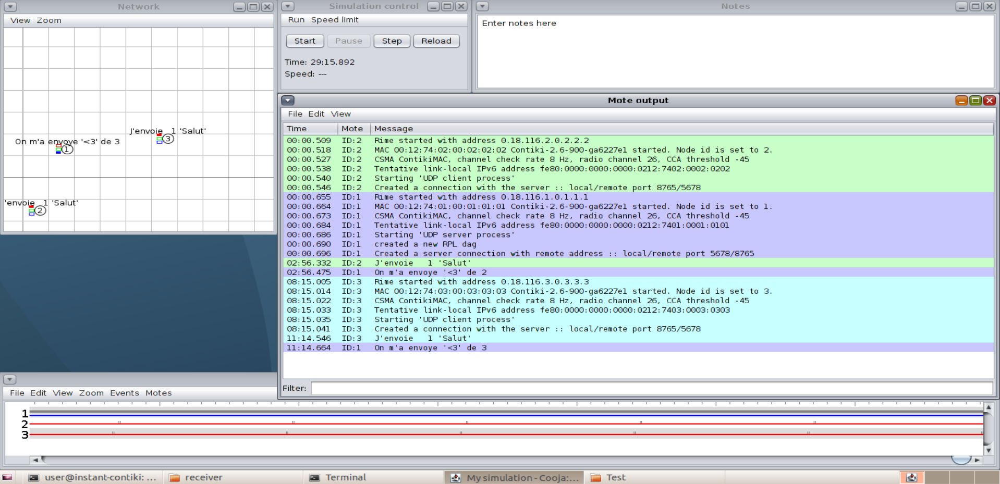 Network
View Zoom
J'envoie 1 'Salut'
3
On m'a envoye '<3' de 3
1
'envoie 1 'Salut'
2
Simulation control
Run Speed limit
Start Pause Step Reload
Time: 29:15.892
Speed: ---
Notes
Enter notes here
Mote output
File Edit View
Time Mote Message
00:00.509 ID:2 Rime started with address 0.18.116.2.0.2.2.2
00:00.518 ID:2 MAC 00:12:74:02:00:02:02:02 Contiki-2.6-900-ga6227e1 started. Node id is set to 2.
00:00.527 ID:2 CSMA ContikiMAC, channel check rate 8 Hz, radio channel 26, CCA threshold -45
00:00.538 ID:2 Tentative link-local IPv6 address fe80:0000:0000:0000:0212:7402:0002:0202
00:00.540 ID:2 Starting 'UDP client process'
00:00.546 ID:2 Created a connection with the server :: local/remote port 8765/5678
00:00.655 ID:1 Rime started with address 0.18.116.1.0.1.1.1
00:00.664 ID:1 MAC 00:12:74:01:00:01:01:01 Contiki-2.6-900-ga6227e1 started. Node id is set to 1.
00:00.673 ID:1 CSMA ContikiMAC, channel check rate 8 Hz, radio channel 26, CCA threshold -45
00:00.684 ID:1 Tentative link-local IPv6 address fe80:0000:0000:0000:0212:7401:0001:0101
00:00.686 ID:1 Starting 'UDP server process'
00:00.690 ID:1 created a new RPL dag
00:00.696 ID:1 Created a server connection with remote address :: local/remote port 5678/8765
02:56.332 ID:2 J'envoie 1 'Salut'
02:56.475 ID:1 On m'a envoye '<3' de 2
08:15.005 ID:3 Rime started with address 0.18.116.3.0.3.3.3
08:15.014 ID:3 MAC 00:12:74:03:00:03:03:03 Contiki-2.6-900-ga6227e1 started. Node id is set to 3.
08:15.022 ID:3 CSMA ContikiMAC, channel check rate 8 Hz, radio channel 26, CCA threshold -45
08:15.033 ID:3 Tentative link-local IPv6 address fe80:0000:0000:0000:0212:7403:0003:0303
08:15.035 ID:3 Starting 'UDP client process'
08:15.041 ID:3 Created a connection with the server :: local/remote port 8765/5678
11:14.546 ID:3 J'envoie 1 'Salut'
11:14.664 ID:1 On m'a envoye '<3' de 3
Filter:
File Edit View Zoom Events Motes
1
2
3
user@instant-contiki: ... receiver Terminal My simulation - Cooja:... Test